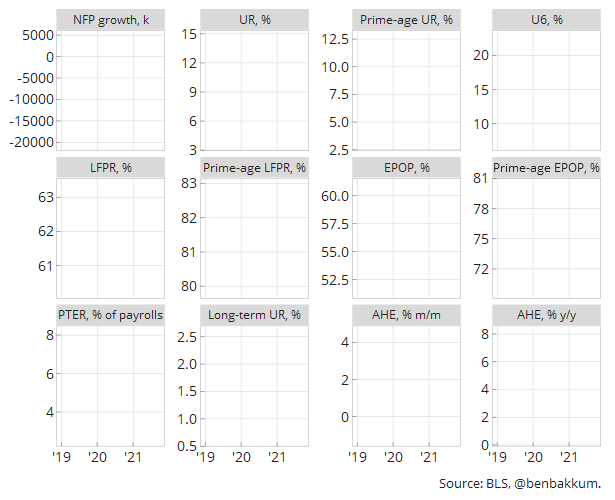 NFP growth, k
UR, %
Prime-age UR, %
U6, %
5000
0
-5000
-10000
-15000
-20000
15
12
9
6
3
12.5
10.0
7.5
5.0
2.5
20
15
10
LFPR, %
Prime-age LFPR, %
EPOP, %
Prime-age EPOP, %
63
62
61
83
82
81
80
60.0
57.5
55.0
52.5
81
78
75
72
PTER, % of payrolls
Long-term UR, %
AHE, % m/m
AHE, % y/y
8
6
4
2.5
2.0
1.5
1.0
0.5
4
2
0
8
6
4
2
0
'19 '20 '21
'19 '20 '21
'19 '20 '21
'19 '20 '21
Source: BLS, @benbakkum.